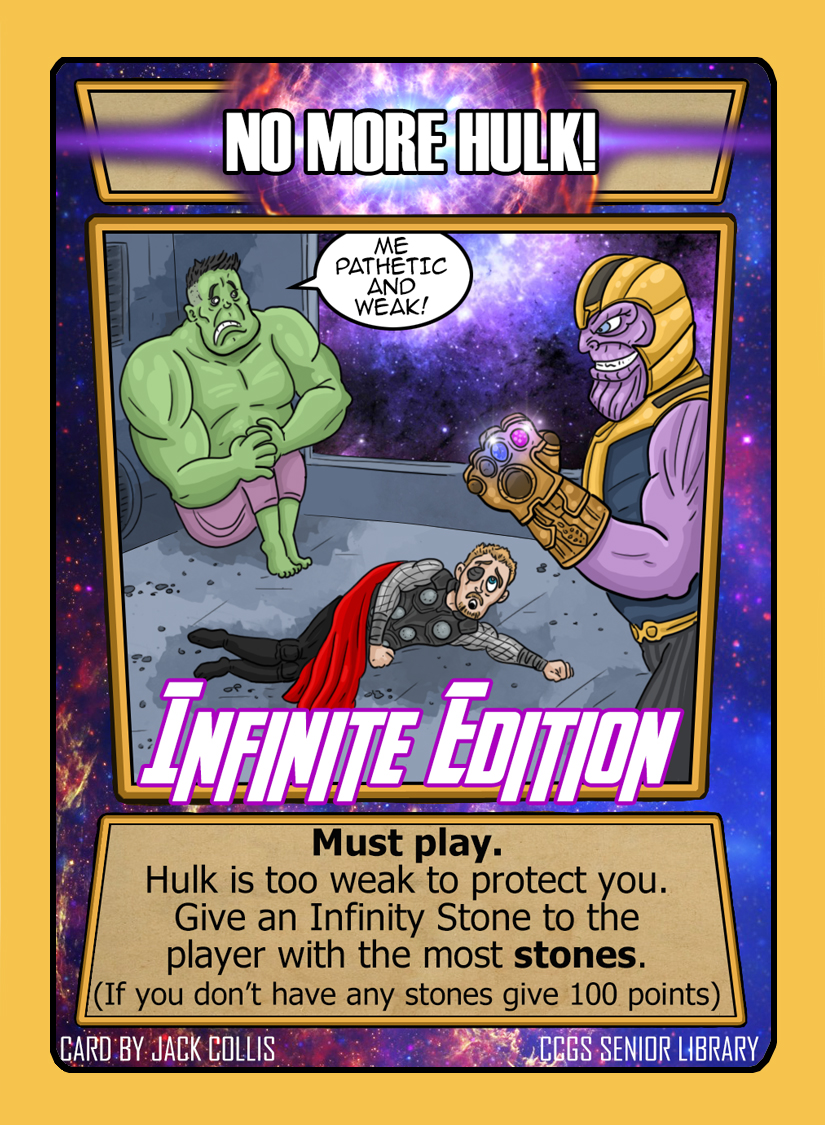 NO MORE HULK!
ME
PATHETIC
AND
WEAK!
INFINITE EDITION
Must play.
Hulk is too weak to protect you.
Give an Infinity Stone to the
player with the most stones.
(If you don't have any stones give 100 points)
CARD BY JACK COLLIS
CCGS SENIOR LIBRARY